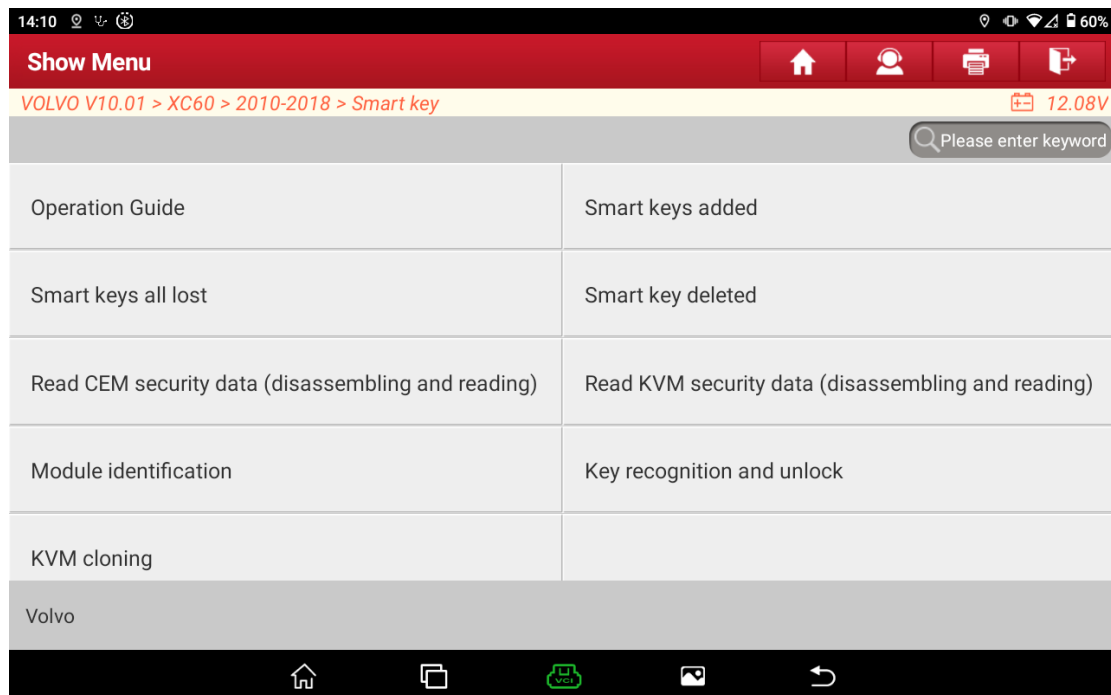 14:10
60%
Show Menu
VOLVO V10.01 > XC60 > 2010-2018 > Smart key
12.08V
Please enter keyword
Operation Guide
Smart keys added
Smart keys all lost
Smart key deleted
Read CEM security data (disassembling and reading)
Read KVM security data (disassembling and reading)
Module identification
Key recognition and unlock
KVM cloning
Volvo
VCI